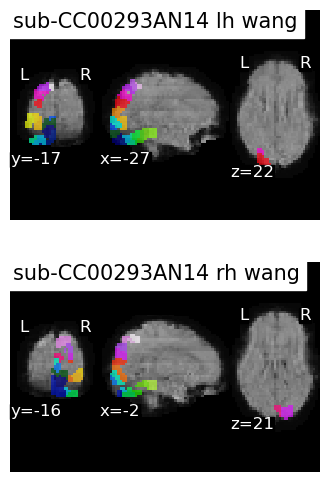 sub-CC00293AN14 lh wang
L R L R
y=-17 x=-27 z=22
sub-CC00293AN14 rh wang
L R L R
y=-16 x=-2 z=21